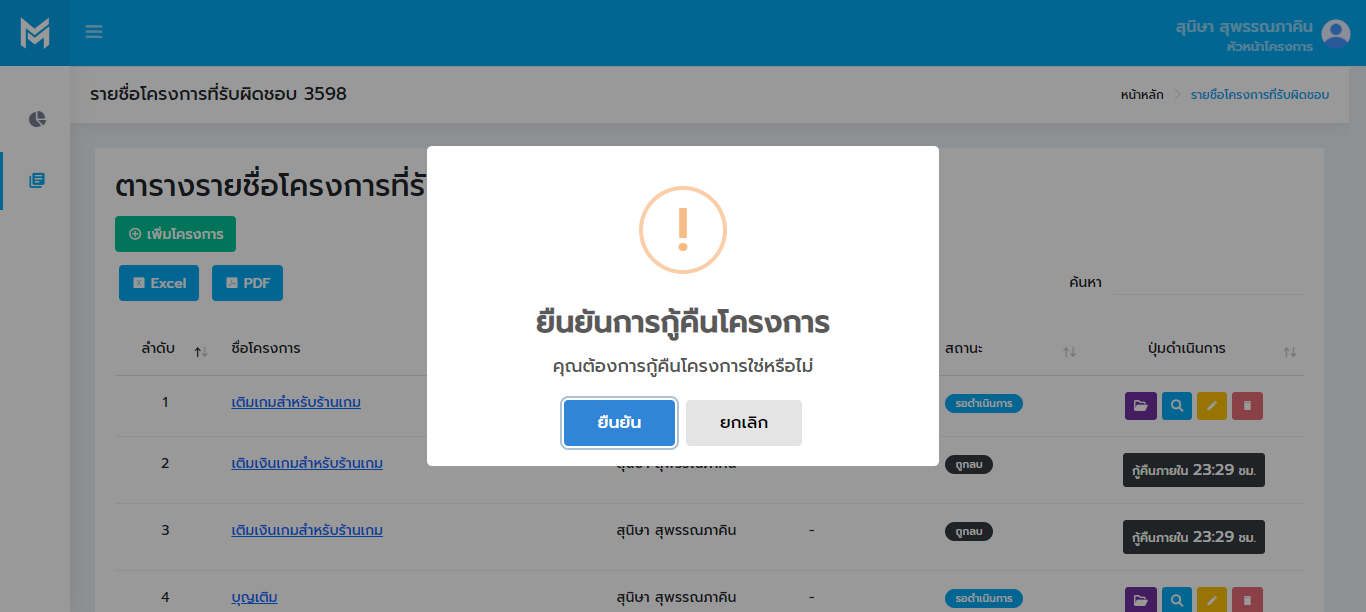 สุนิษา สุพรรณภาคิน
หัวหน้าโครงการ
รายชื่อโครงการที่รับผิดชอบ 3598
หน้าหลัก
รายชื่อโครงการที่รับผิดชอบ
ตารางรายชื่อโครงการที่รั
เพิ่มโครงการ
Excel PDF
ค้นหา
ยืนยันการกู้คืนโครงการ
คุณต้องการกู้คืนโครงการใช่หรือไม่
ยืนยัน ยกเลิก
ลำดับ ชื่อโครงการ สถานะ ปุ่มดำเนินการ
1 เติมเกมสำหรับร้านเกม รอดำเนินการ
2 เติมเงินเกมสำหรับร้านเกม สุนิษา สุพรรณภาคิน ถูกลบ กู้คืนภายใน 23:29 ชม.
3 เติมเงินเกมสำหรับร้านเกม สุนิษา สุพรรณภาคิน - ถูกลบ กู้คืนภายใน 23:29 ชม.
4 บุญเติม สุนิษา สุพรรณภาคิน - รอดำเนินการ